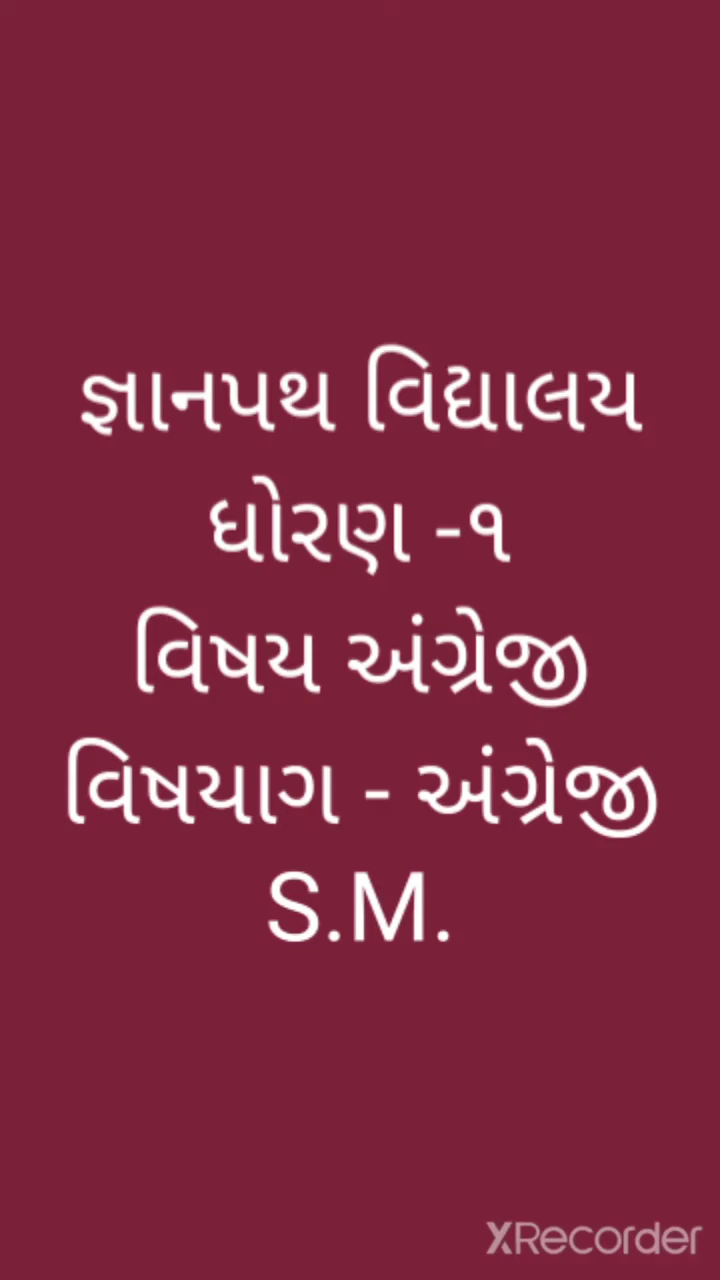 જ્ઞાનપથ વિદ્યાલય
ધોરણ -૧
વિષય અંગ્રેજી
વિષયાગ - અંગ્રેજી
S.M.
XRecorder